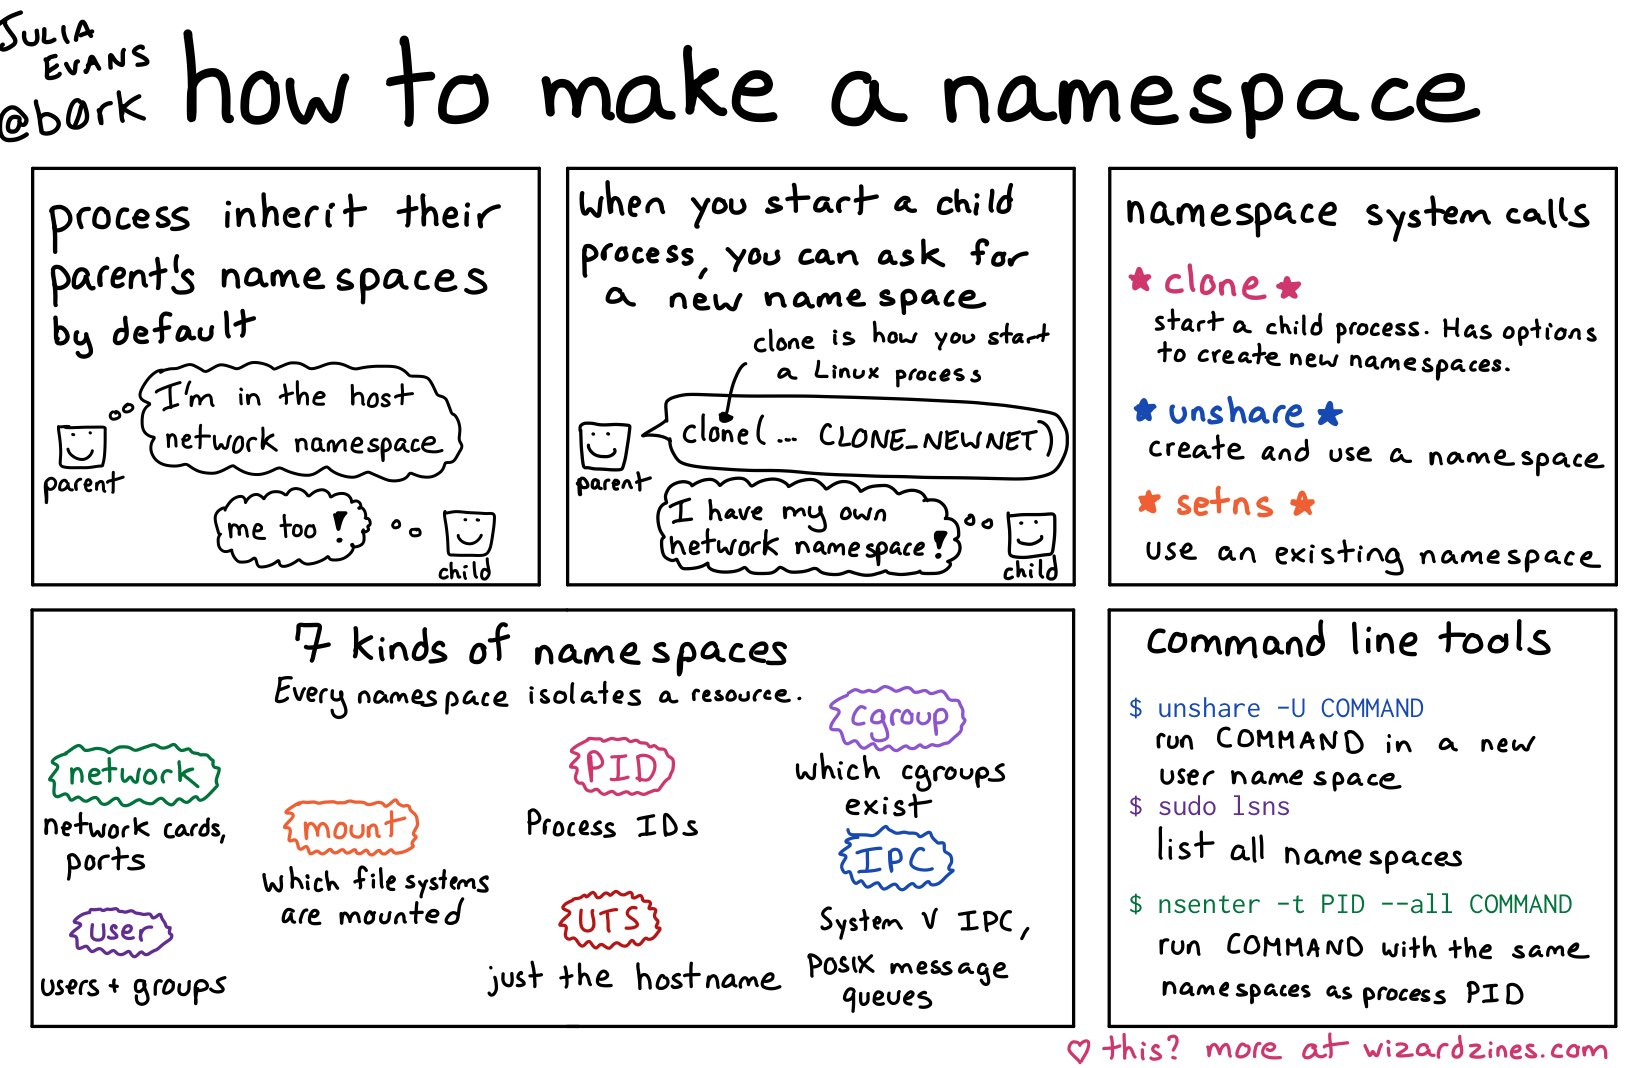 JULIA
EVANS
@b0rk
how to make a namespace
process inherit their
parent's namespaces
by default
I'm in the host
network namespace
parent
me too!
child
when you start a child
process, you can ask for
a new namespace
clone is how you start
a Linux process
clone(... CLONE_NEWNET)
parent
I have my own
network namespace!
child
namespace system calls
★ clone ★
start a child process. Has options
to create new namespaces.
★ unshare ★
create and use a namespace
★ setns ★
use an existing namespace
7 kinds of namespaces
Every namespace isolates a resource.
network
network cards,
ports
user
users + groups
mount
which file systems
are mounted
PID
Process IDs
UTS
just the hostname
cgroup
which cgroups
exist
IPC
System V IPC,
POSIX message
queues
command line tools
$ unshare -U COMMAND
run COMMAND in a new
user namespace
$ sudo lsns
list all namespaces
$ nsenter -t PID --all COMMAND
run COMMAND with the same
namespaces as process PID
♡ this? more at wizardzines.com